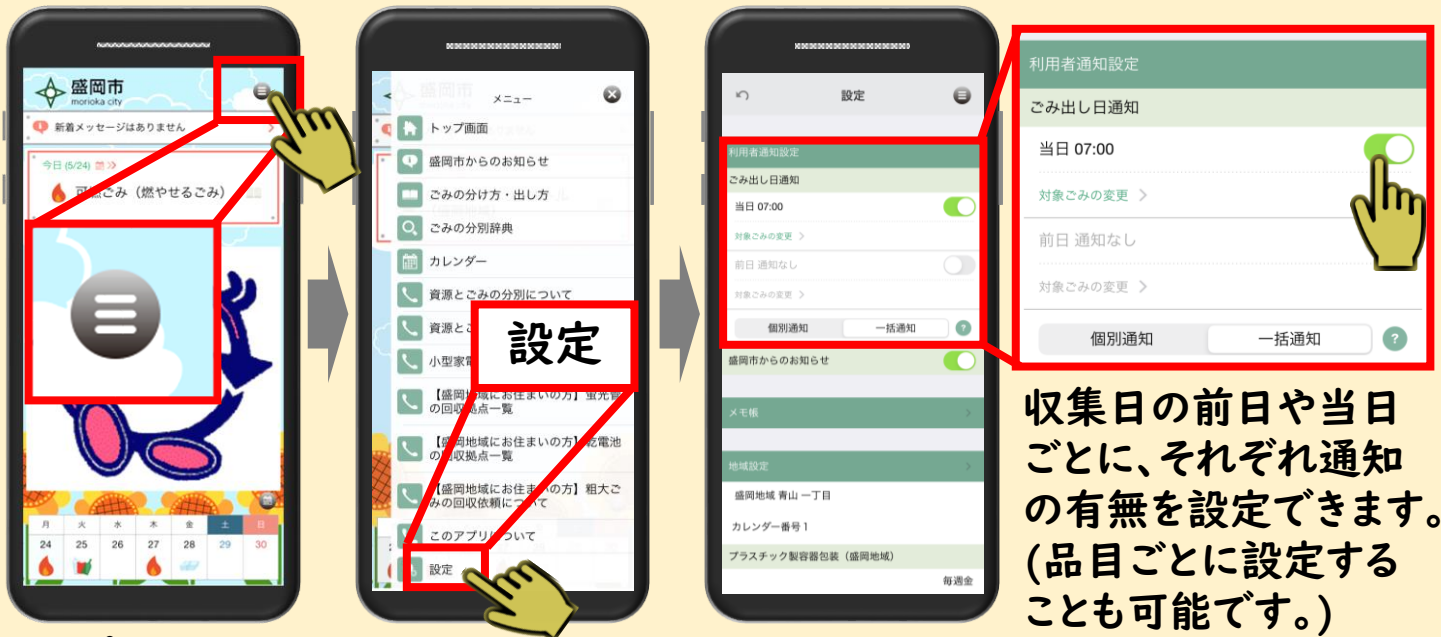 盛岡市
morioka city
新着メッセージはありません
今日 (5/24)
可燃ごみ（燃やせるごみ）
月 火 水 木 金 土 日
24 25 26 27 28 29 30
盛岡市
メニュー
トップ画面
盛岡市からのお知らせ
ごみの分け方・出し方
ごみの分別辞典
カレンダー
資源とごみの分別について
資源とご
小型家電
【盛岡地域にお住まいの方】蛍光管
の回収拠点一覧
【盛岡地域にお住まいの方】乾電池
の回収拠点一覧
【盛岡地域にお住まいの方】粗大ご
みの回収依頼について
このアプリについて
設定
設定
設定
利用者通知設定
ごみ出し日通知
当日 07:00
対象ごみの変更
前日 通知なし
対象ごみの変更
個別通知 一括通知 ?
盛岡市からのお知らせ
メモ帳
地域設定
盛岡地域 青山 一丁目
カレンダー番号1
プラスチック製容器包装（盛岡地域）
毎週金
利用者通知設定
ごみ出し日通知
当日 07:00
対象ごみの変更
前日 通知なし
対象ごみの変更
個別通知 一括通知 ?
収集日の前日や当日
ごとに、それぞれ通知
の有無を設定できます。
(品目ごとに設定する
ことも可能です。)